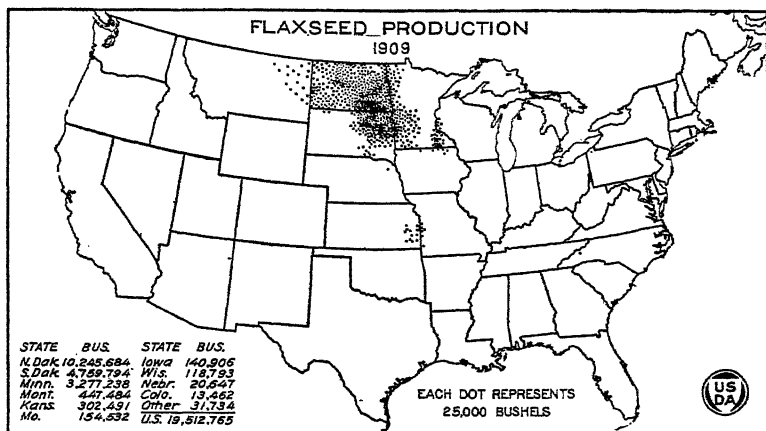 FLAXSEED PRODUCTION
1909
STATE BUS. STATE BUS.
N.Dak. 10,245,684 Iowa 140,906
S.Dak. 4,759,794 Wis. 118,793
Minn. 3,277,238 Nebr. 20,647
Mont. 447,484 Colo. 13,462
Kans. 302,491 Other 31,734
Mo. 154,532 U.S. 19,512,765
EACH DOT REPRESENTS
25,000 BUSHELS
US
DA